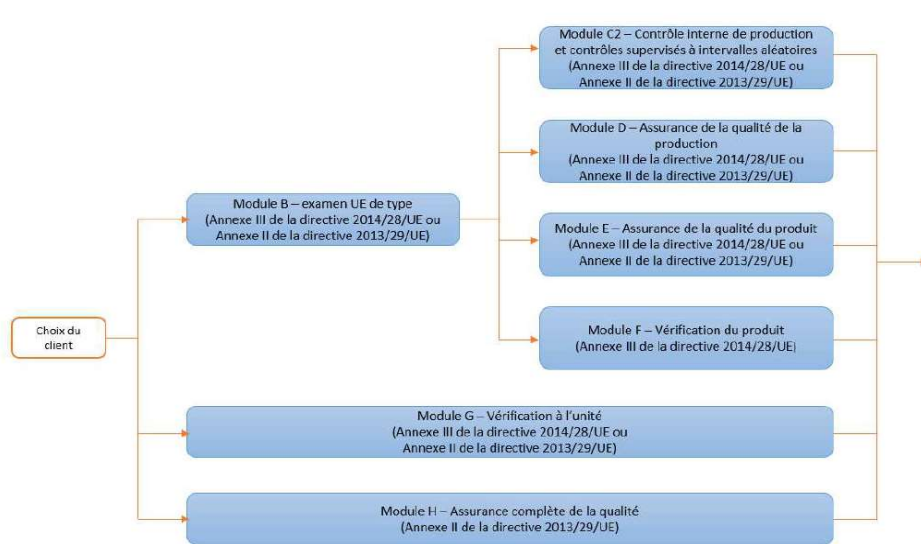 Module C2 – Contrôle interne de production
et contrôles supervisés à intervalles aléatoires
(Annexe III de la directive 2014/28/UE ou
Annexe II de la directive 2013/29/UE)
Module D – Assurance de la qualité de la
production
(Annexe III de la directive 2014/28/UE ou
Annexe II de la directive 2013/29/UE)
Module B – examen UE de type
(Annexe III de la directive 2014/28/UE ou
Annexe II de la directive 2013/29/UE)
Module E – Assurance de la qualité du produit
(Annexe III de la directive 2014/28/UE ou
Annexe II de la directive 2013/29/UE)
Choix du
client
Module F – Vérification du produit
(Annexe III de la directive 2014/28/UE)
Module G – Vérification à l'unité
(Annexe III de la directive 2014/28/UE ou
Annexe II de la directive 2013/29/UE)
Module H – Assurance complète de la qualité
(Annexe II de la directive 2013/29/UE)